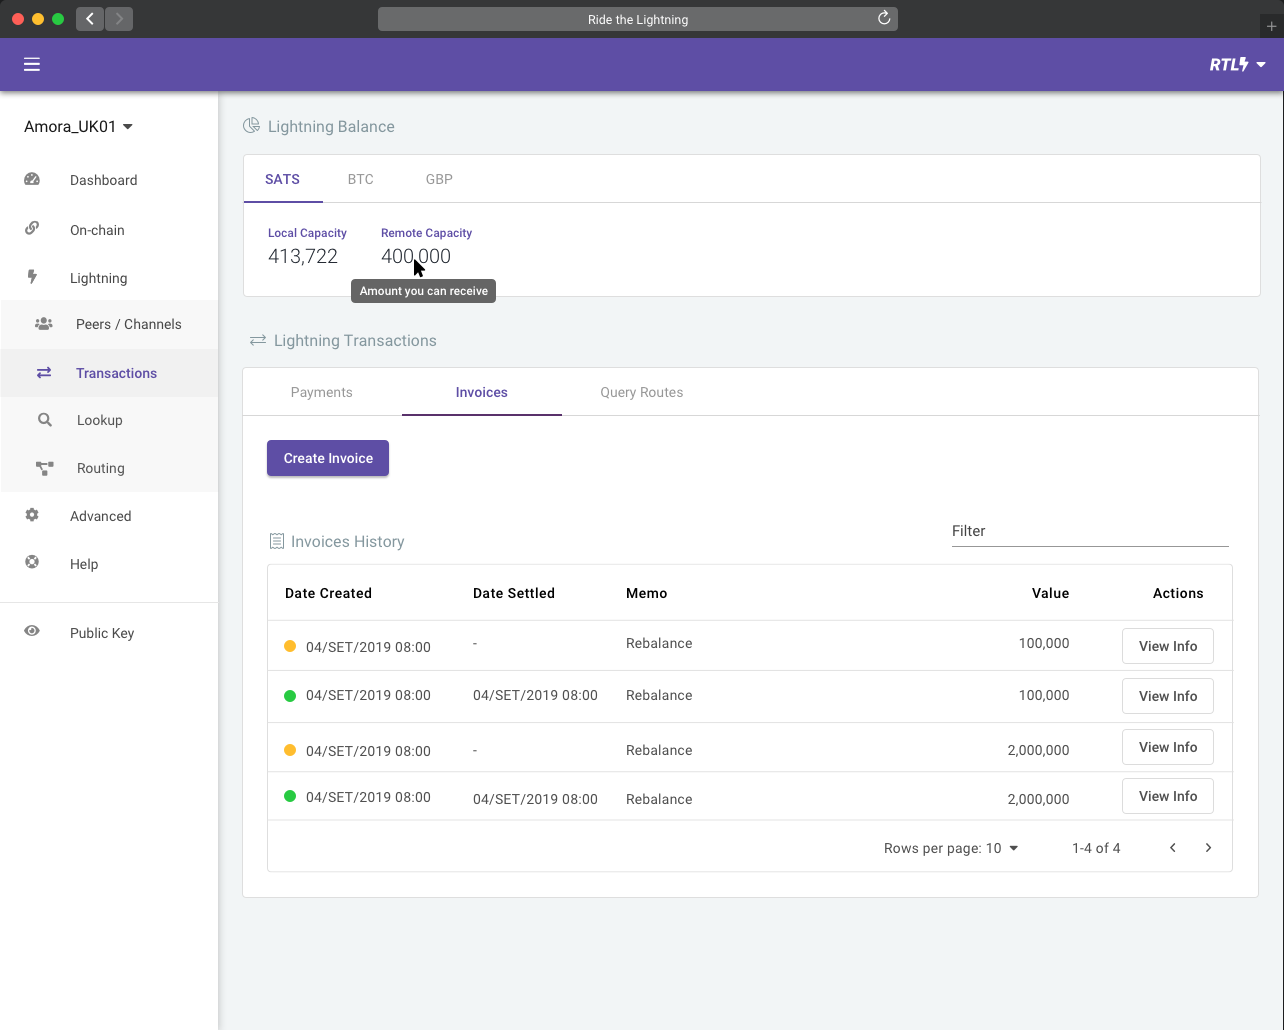 Ride the Lightning
RTL
Amora_UK01
Dashboard
On-chain
Lightning
Peers / Channels
Transactions
Lookup
Routing
Advanced
Help
Public Key
Lightning Balance
SATS BTC GBP
Local Capacity Remote Capacity
413,722 400,000
Amount you can receive
Lightning Transactions
Payments Invoices Query Routes
Create Invoice
Invoices History Filter
Date Created Date Settled Memo Value Actions
04/SET/2019 08:00 - Rebalance 100,000 View Info
04/SET/2019 08:00 04/SET/2019 08:00 Rebalance 100,000 View Info
04/SET/2019 08:00 - Rebalance 2,000,000 View Info
04/SET/2019 08:00 04/SET/2019 08:00 Rebalance 2,000,000 View Info
Rows per page: 10 1-4 of 4